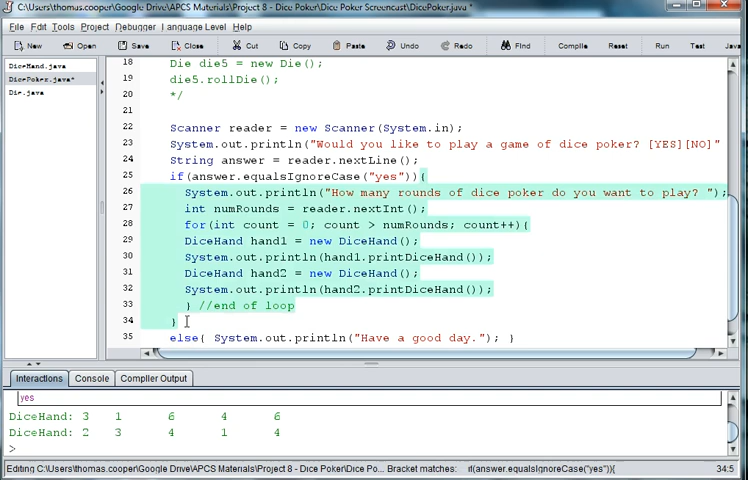 C:\Users\thomas.cooper\Google Drive\APCS Materials\Project 8 - Dice Poker\Dice Poker Screencast\DicePoker.java *
File Edit Tools Project Debugger Language Level Help
New Open Save Close Cut Copy Paste Undo Redo Find Compile Reset Run Test Java
DiceHand.java
DicePoker.java*
Die.java
18 Die die5 = new Die();
19 die5.rollDie();
20 */
21
22 Scanner reader = new Scanner(System.in);
23 System.out.println("Would you like to play a game of dice poker? [YES][NO]"
24 String answer = reader.nextLine();
25 if(answer.equalsIgnoreCase("yes")){
26 System.out.println("How many rounds of dice poker do you want to play? ");
27 int numRounds = reader.nextInt();
28 for(int count = 0; count > numRounds; count++){
29 DiceHand hand1 = new DiceHand();
30 System.out.println(hand1.printDiceHand());
31 DiceHand hand2 = new DiceHand();
32 System.out.println(hand2.printDiceHand());
33 } //end of loop
34 }
35 else{ System.out.println("Have a good day."); }
Interactions Console Compiler Output
yes
DiceHand: 3 1 6 4 6
DiceHand: 2 3 4 1 4
>
Editing C:\Users\thomas.cooper\Google Drive\APCS Materials\Project 8 - Dice Poker\Dice Po... Bracket matches: if(answer.equalsIgnoreCase("yes")){ 34:5